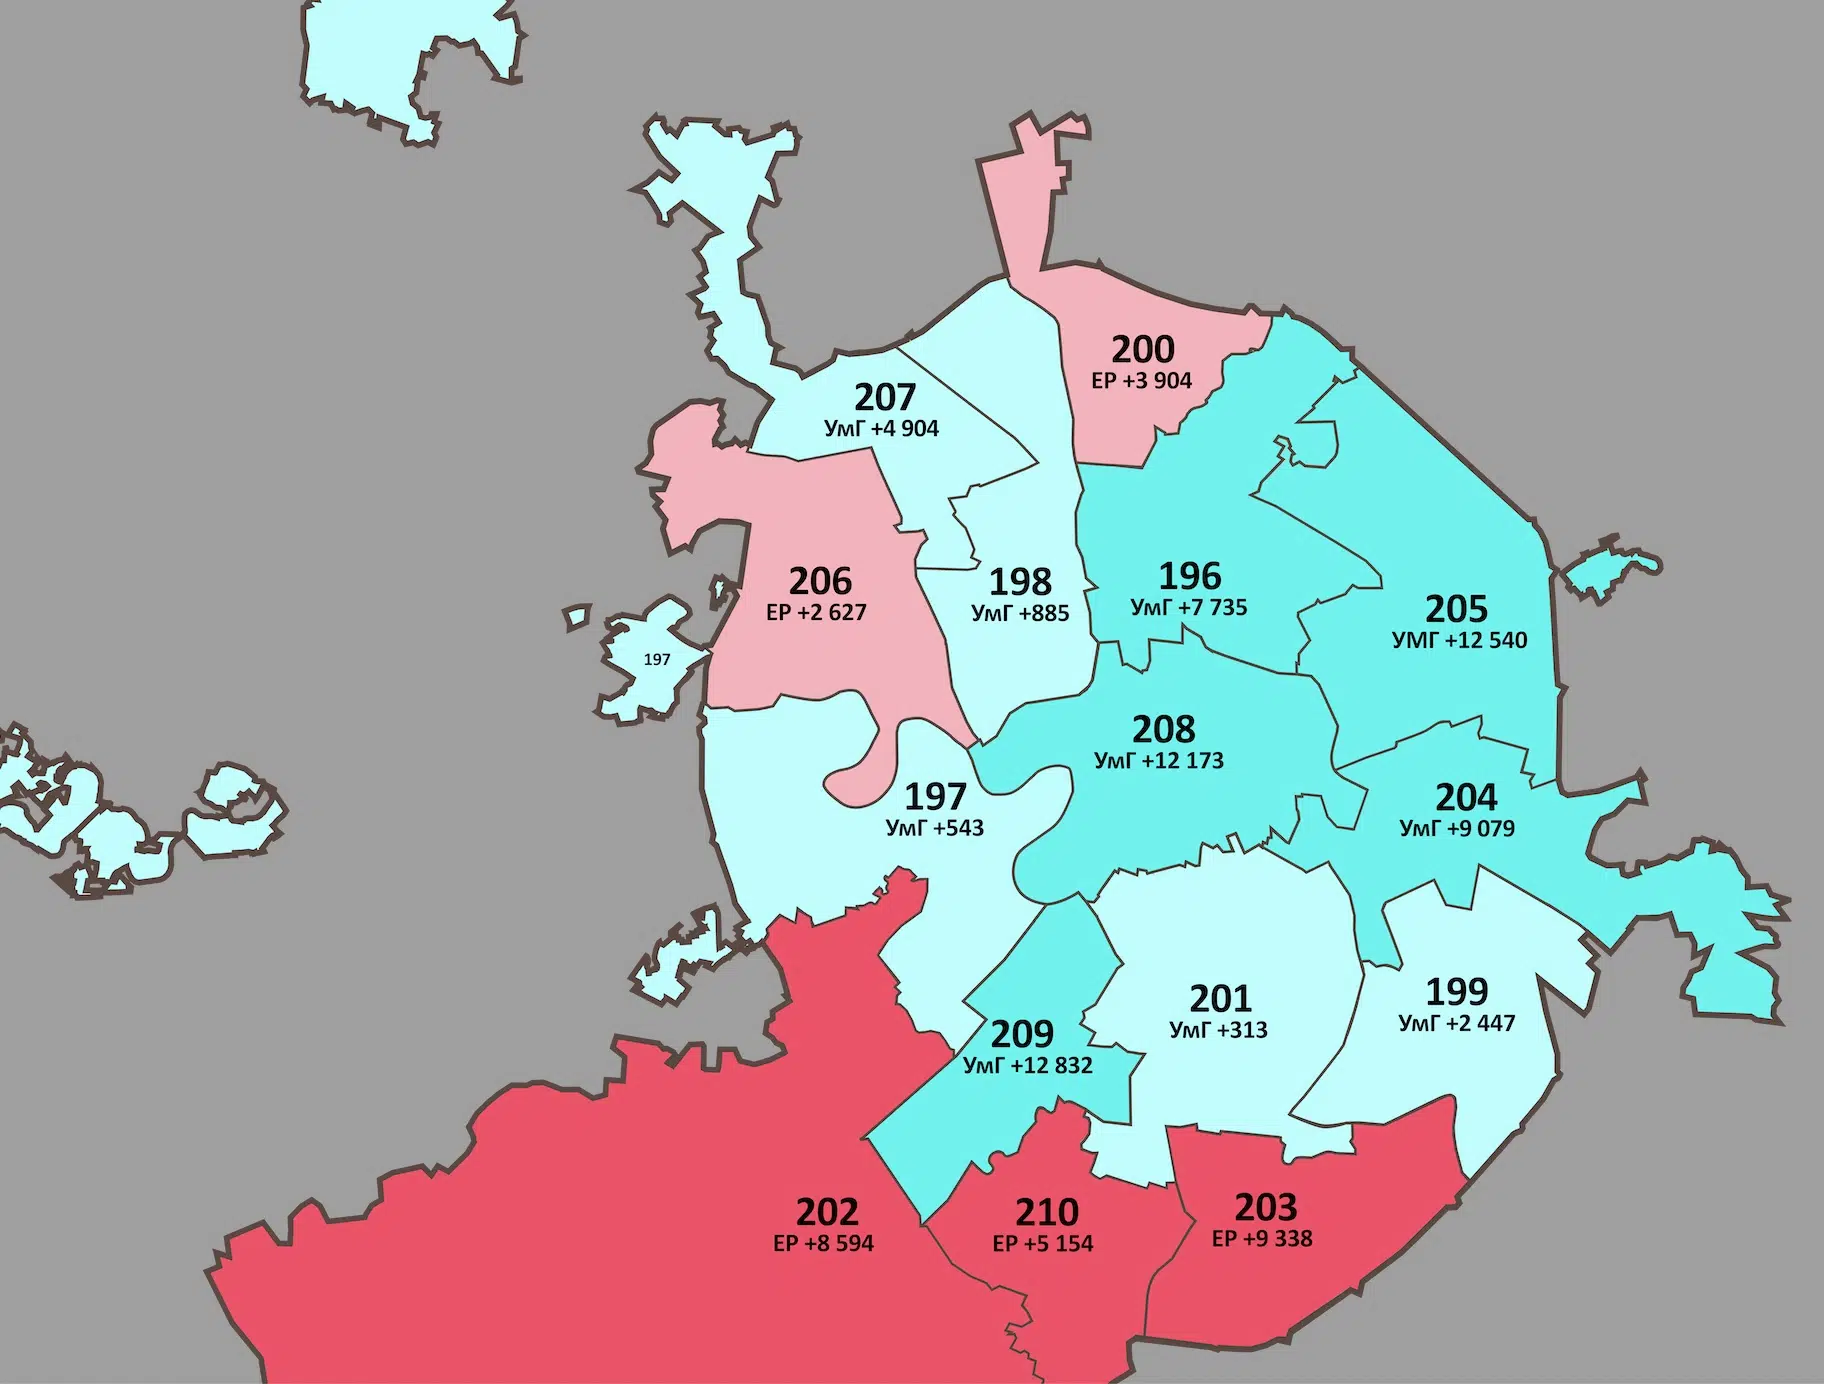 200
ЕР +3 904
207
УмГ +4 904
206
ЕР +2 627
198
УмГ +885
196
УмГ +7 735
205
УМГ +12 540
197
208
УмГ +12 173
197
УмГ +543
204
УмГ +9 079
201
УмГ +313
199
УмГ +2 447
209
УмГ +12 832
202
ЕР +8 594
210
ЕР +5 154
203
ЕР +9 338